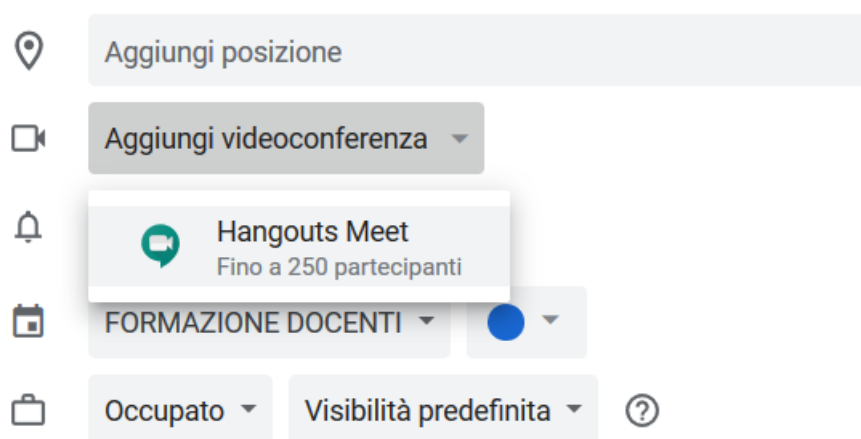 Aggiungi posizione
Aggiungi videoconferenza
Hangouts Meet
Fino a 250 partecipanti
FORMAZIONE DOCENTI
Occupato Visibilità predefinita